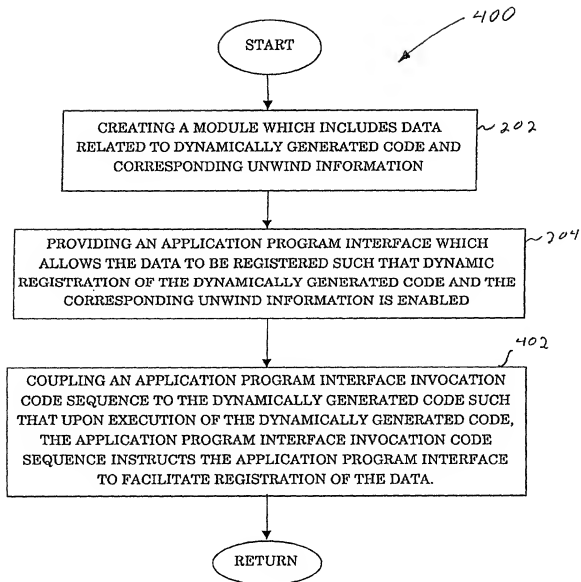 400
START
CREATING A MODULE WHICH INCLUDES DATA
RELATED TO DYNAMICALLY GENERATED CODE AND
CORRESPONDING UNWIND INFORMATION
202
PROVIDING AN APPLICATION PROGRAM INTERFACE WHICH
ALLOWS THE DATA TO BE REGISTERED SUCH THAT DYNAMIC
REGISTRATION OF THE DYNAMICALLY GENERATED CODE AND THE
CORRESPONDING UNWIND INFORMATION IS ENABLED
204
402
COUPLING AN APPLICATION PROGRAM INTERFACE INVOCATION
CODE SEQUENCE TO THE DYNAMICALLY GENERATED CODE SUCH
THAT UPON EXECUTION OF THE DYNAMICALLY GENERATED CODE,
THE APPLICATION PROGRAM INTERFACE INVOCATION CODE
SEQUENCE INSTRUCTS THE APPLICATION PROGRAM INTERFACE
TO FACILITATE REGISTRATION OF THE DATA.
RETURN